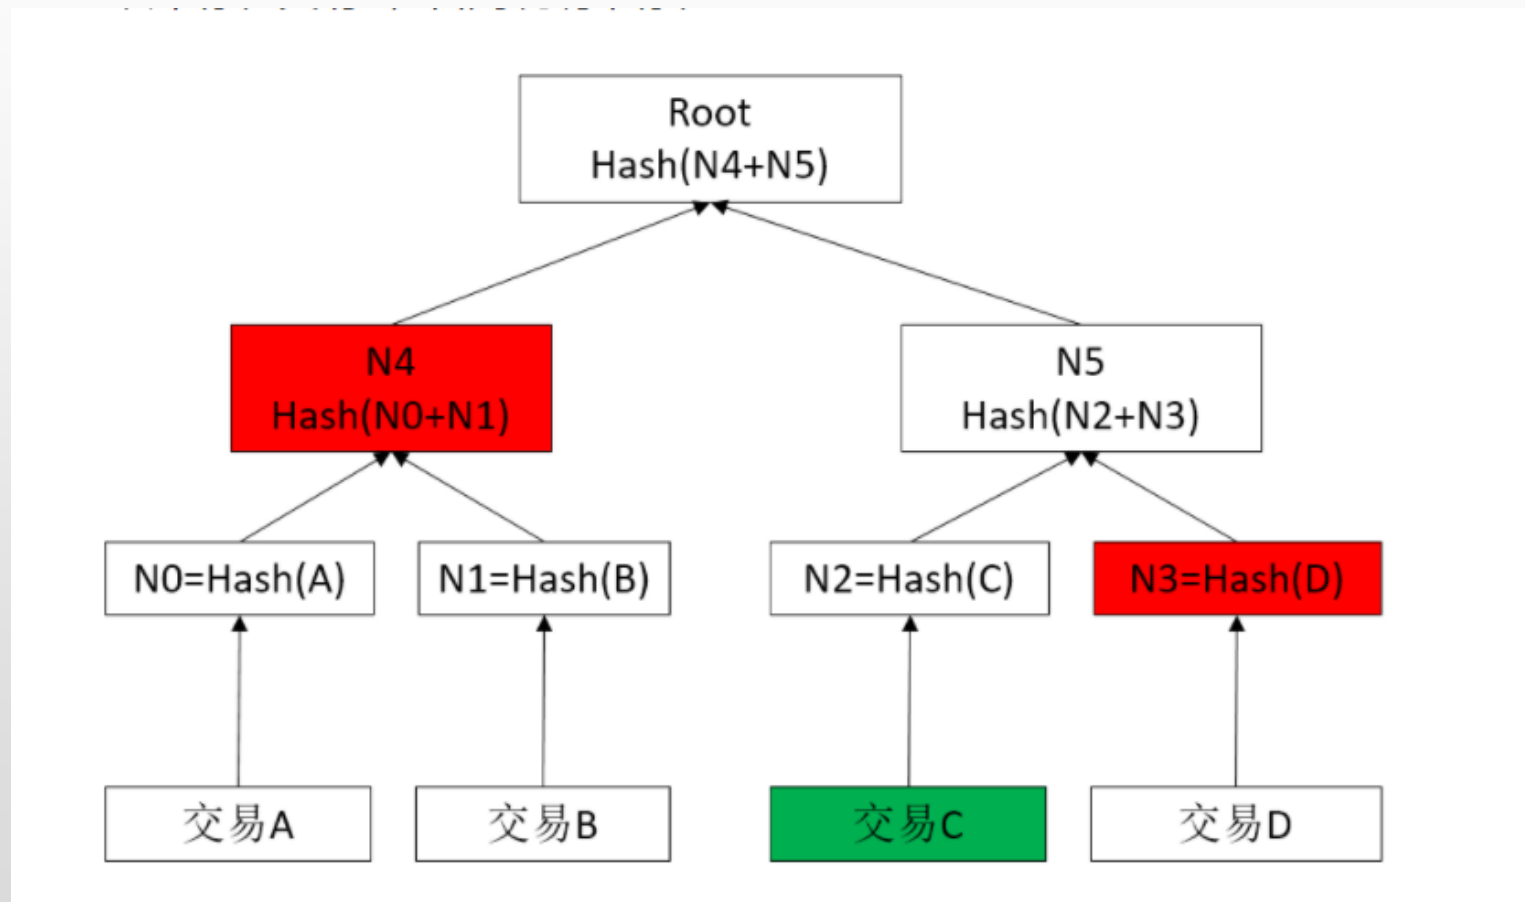 Root
Hash(N4+N5)
N4
Hash(N0+N1)
N5
Hash(N2+N3)
N0=Hash(A)
N1=Hash(B)
N2=Hash(C)
N3=Hash(D)
交易A
交易B
交易C
交易D